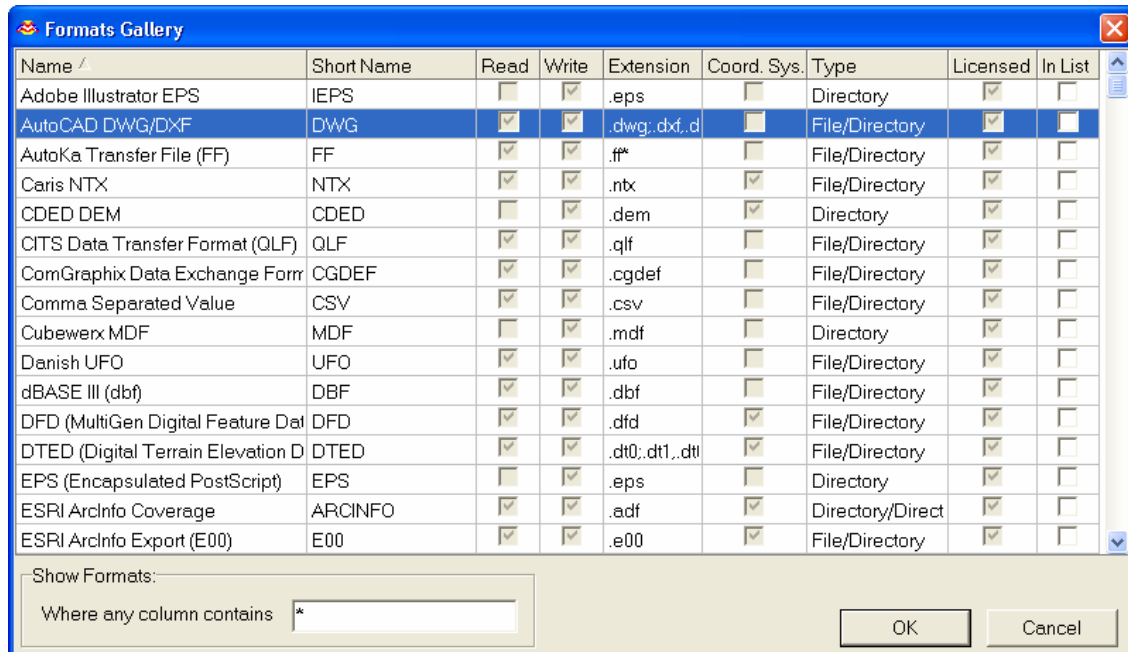 Formats Gallery
Name Short Name Read Write Extension Coord. Sys. Type Licensed In List
Adobe Illustrator EPS IEPS .eps Directory
AutoCAD DWG/DXF DWG .dwg;.dxf,.d File/Directory
AutoKa Transfer File (FF) FF .ff* File/Directory
Caris NTX NTX .ntx File/Directory
CDED DEM CDED .dem Directory
CITS Data Transfer Format (QLF) QLF .qlf File/Directory
ComGraphix Data Exchange Form CGDEF .cgdef File/Directory
Comma Separated Value CSV .csv File/Directory
Cubewerx MDF MDF .mdf Directory
Danish UFO UFO .ufo File/Directory
dBASE III (dbf) DBF .dbf File/Directory
DFD (MultiGen Digital Feature Dat DFD .dfd File/Directory
DTED (Digital Terrain Elevation D DTED .dt0;.dt1,.dt File/Directory
EPS (Encapsulated PostScript) EPS .eps Directory
ESRI ArcInfo Coverage ARCINFO .adf Directory/Direct
ESRI ArcInfo Export (E00) E00 .e00 File/Directory
Show Formats:
Where any column contains *
OK Cancel